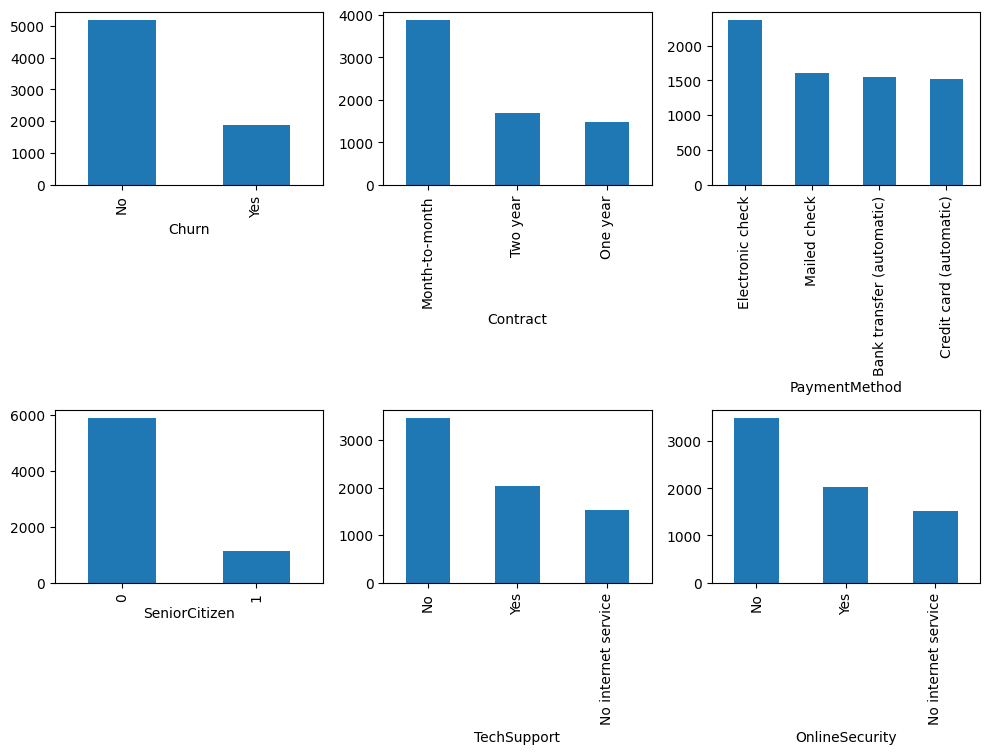 5000
4000
3000
2000
1000
0
No
Yes
Churn
4000
3000
2000
1000
0
Month-to-month
Two year
One year
Contract
2000
1500
1000
500
0
Electronic check
Mailed check
Bank transfer (automatic)
Credit card (automatic)
PaymentMethod
6000
4000
2000
0
0
1
SeniorCitizen
3000
2000
1000
0
No
Yes
No internet service
TechSupport
3000
2000
1000
0
No
Yes
No internet service
OnlineSecurity